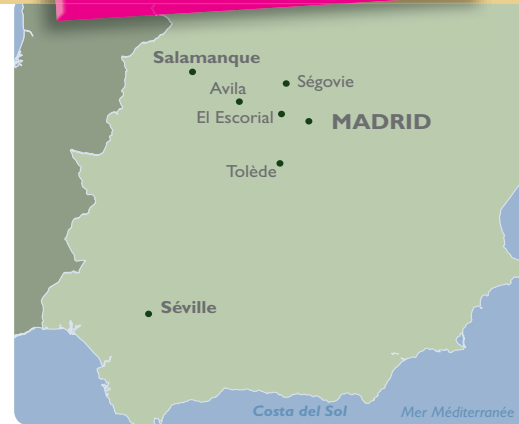 Salamanque
Ségovie
Avila
El Escorial
MADRID
Tolède
Séville
Costa del Sol
Mer Méditerranée